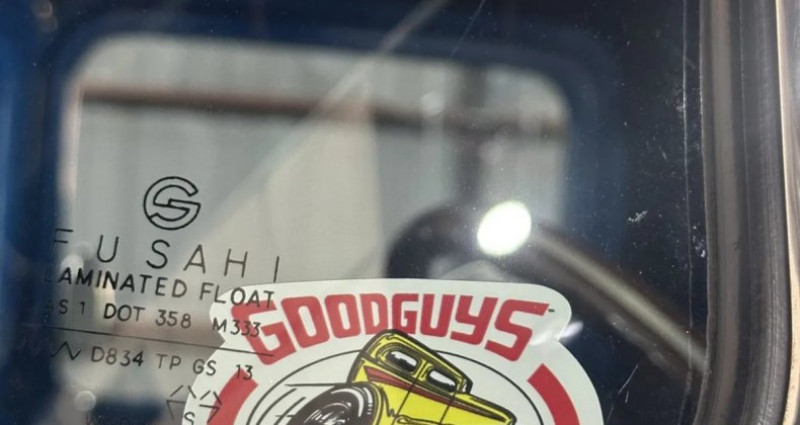 FUSAHI
LAMINATED FLOAT
AS 1 DOT 358 M333
D834 TP GS 13
S
GOODGUYS